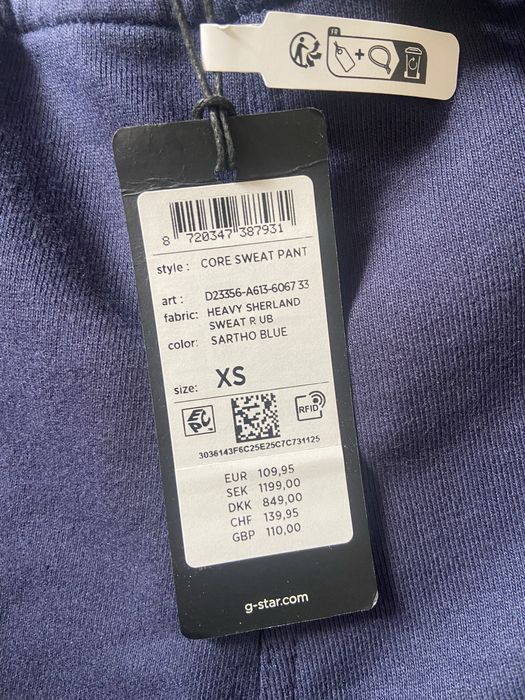 FR
8 720347 387931
style : CORE SWEAT PANT
art : D23356-A613-6067 33
fabric: HEAVY SHERLAND
SWEAT R UB
color: SARTHO BLUE
size: XS
EPC
RFID
3036143F6C25E25C7C731125
EUR 109,95
SEK 1199,00
DKK 849,00
CHF 139,95
GBP 110,00
g-star.com